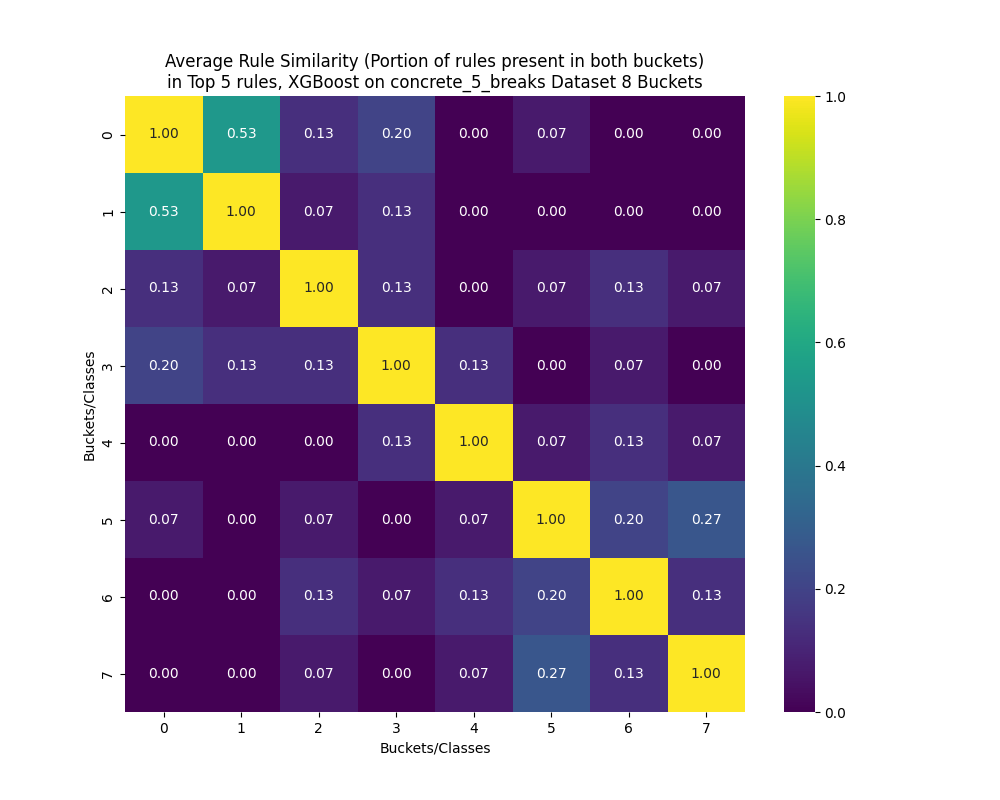 Average Rule Similarity (Portion of rules present in both buckets)
in Top 5 rules, XGBoost on concrete_5_breaks Dataset 8 Buckets
Buckets/Classes
0 1.00 0.53 0.13 0.20 0.00 0.07 0.00 0.00
1 0.53 1.00 0.07 0.13 0.00 0.00 0.00 0.00
2 0.13 0.07 1.00 0.13 0.00 0.07 0.13 0.07
3 0.20 0.13 0.13 1.00 0.13 0.00 0.07 0.00
4 0.00 0.00 0.00 0.13 1.00 0.07 0.13 0.07
5 0.07 0.00 0.07 0.00 0.07 1.00 0.20 0.27
6 0.00 0.00 0.13 0.07 0.13 0.20 1.00 0.13
7 0.00 0.00 0.07 0.00 0.07 0.27 0.13 1.00
0 1 2 3 4 5 6 7
Buckets/Classes
1.0
0.8
0.6
0.4
0.2
0.0